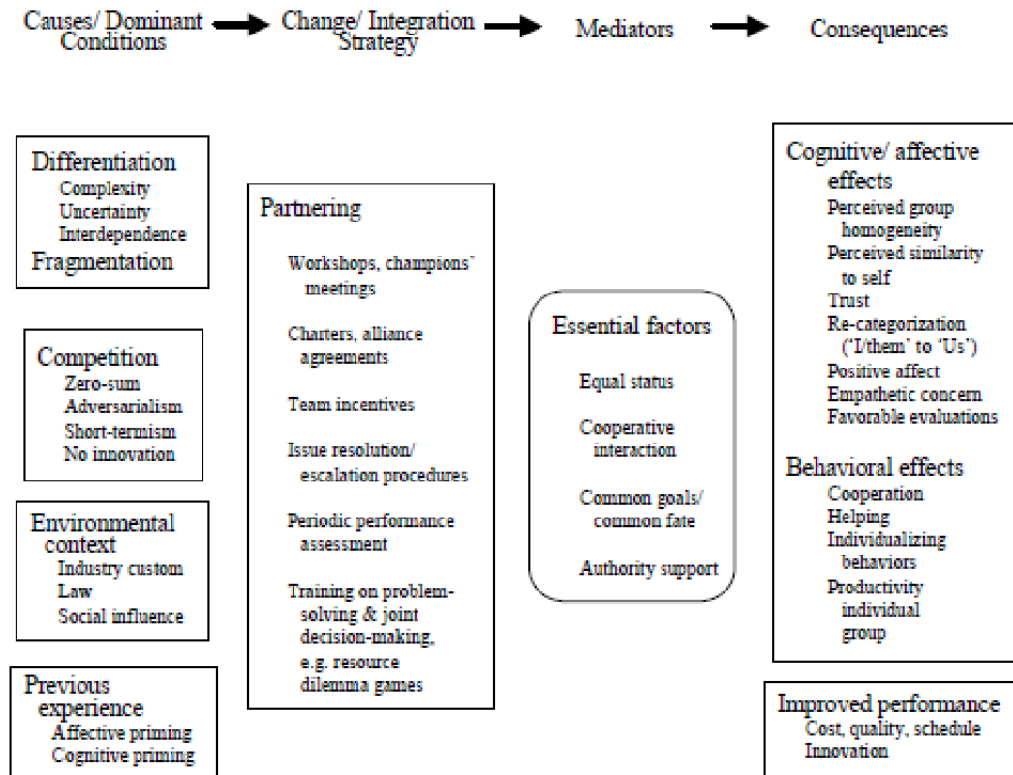 Causes/ Dominant
Conditions
Change/ Integration
Strategy
Mediators
Consequences
Differentiation
Complexity
Uncertainty
Interdependence
Fragmentation
Competition
Zero-sum
Adversarialism
Short-termism
No innovation
Environmental
context
Industry custom
Law
Social influence
Previous
experience
Affective priming
Cognitive priming
Partnering
Workshops, champions'
meetings
Charters, alliance
agreements
Team incentives
Issue resolution/
escalation procedures
Periodic performance
assessment
Training on problem-
solving & joint
decision-making,
e.g. resource
dilemma games
Essential factors
Equal status
Cooperative
interaction
Common goals/
common fate
Authority support
Cognitive/ affective
effects
Perceived group
homogeneity
Perceived similarity
to self
Trust
Re-categorization
('I/them' to 'Us')
Positive affect
Empathetic concern
Favorable evaluations
Behavioral effects
Cooperation
Helping
Individualizing
behaviors
Productivity
individual
group
Improved performance
Cost, quality, schedule
Innovation